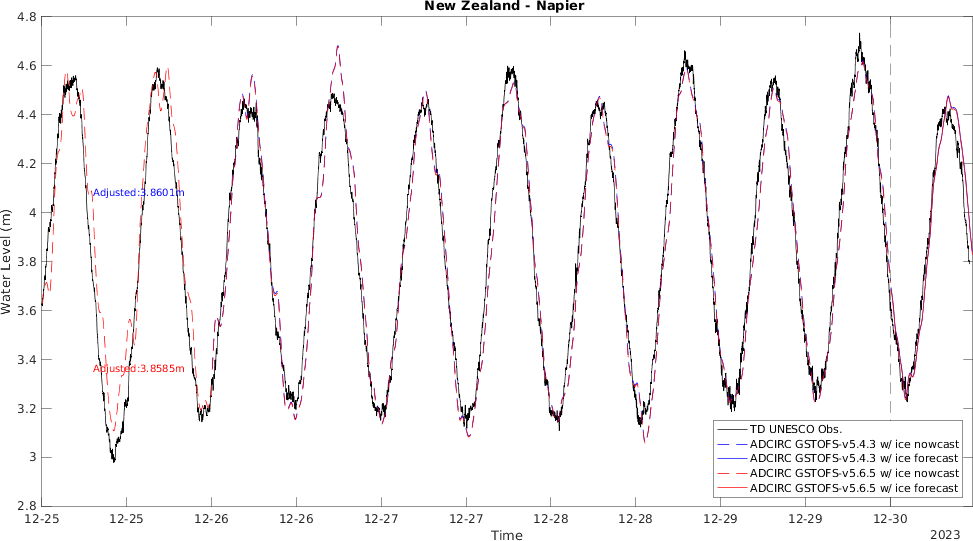 New Zealand - Napier
4.8
4.6
4.4
4.2
4
3.8
3.6
3.4
3.2
3
2.8
Water Level (m)
Adjusted:3.8601m
Adjusted:3.8585m
TD UNESCO Obs.
ADCIRC GSTOFS-v5.4.3 w/ ice nowcast
ADCIRC GSTOFS-v5.4.3 w/ ice forecast
ADCIRC GSTOFS-v5.6.5 w/ ice nowcast
ADCIRC GSTOFS-v5.6.5 w/ ice forecast
12-25 12-25 12-26 12-26 12-27 12-27 12-28 12-28 12-29 12-29 12-30
Time
2023